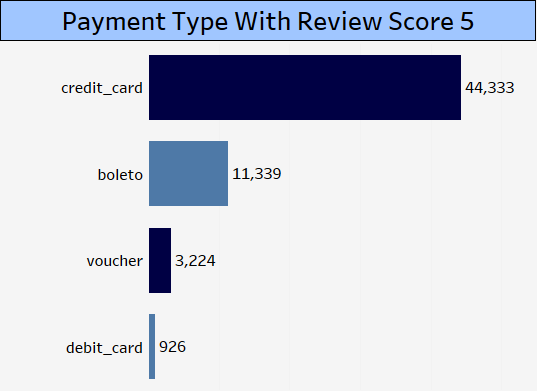 Payment Type With Review Score 5
credit_card 44,333
boleto 11,339
voucher 3,224
debit_card 926